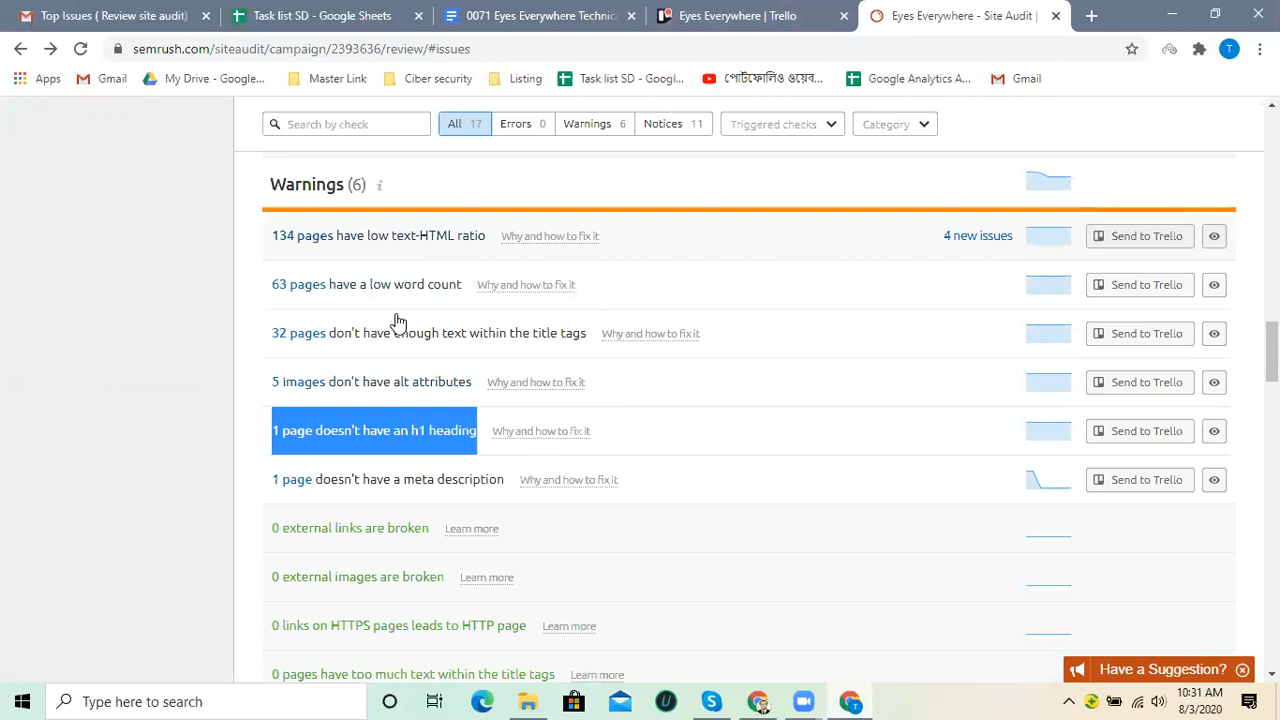 Top Issues ( Review site audit)
Task list SD - Google Sheets
0071 Eyes Everywhere Technic
Eyes Everywhere | Trello
Eyes Everywhere - Site Audit |
semrush.com/siteaudit/campaign/2393636/review/#issues
T
Apps
Gmail
My Drive - Google...
Master Link
Ciber security
Listing
Task list SD - Googl...
পোর্টফোলিও ওয়েব...
Google Analytics A...
Gmail
Search by check
All 17
Errors 0
Warnings 6
Notices 11
Triggered checks
Category
Warnings (6) i
134 pages have low text-HTML ratio Why and how to fix it 4 new issues Send to Trello
63 pages have a low word count Why and how to fix it Send to Trello
32 pages don't have enough text within the title tags Why and how to fix it Send to Trello
5 images don't have alt attributes Why and how to fix it Send to Trello
1 page doesn't have an h1 heading Why and how to fix it Send to Trello
1 page doesn't have a meta description Why and how to fix it Send to Trello
0 external links are broken Learn more
0 external images are broken Learn more
0 links on HTTPS pages leads to HTTP page Learn more
0 pages have too much text within the title tags Learn more
Have a Suggestion?
Type here to search
10:31 AM
8/3/2020